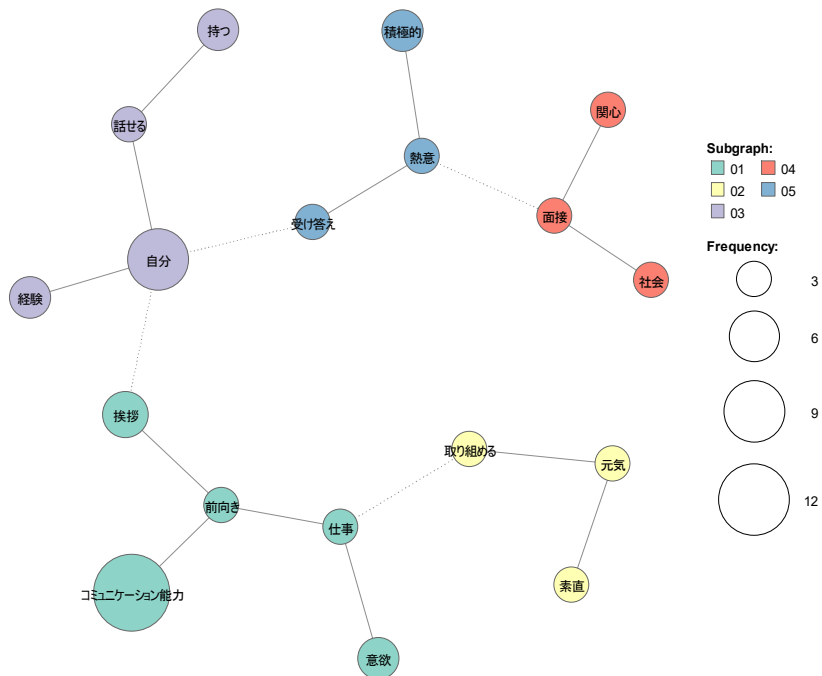 持つ
積極的
関心
話せる
熱意
受け答え
面接
自分
社会
経験
挨拶
取り組める
元気
前向き
仕事
素直
コミュニケーション能力
意欲
Subgraph:
01
04
02
05
03
Frequency:
3
6
9
12